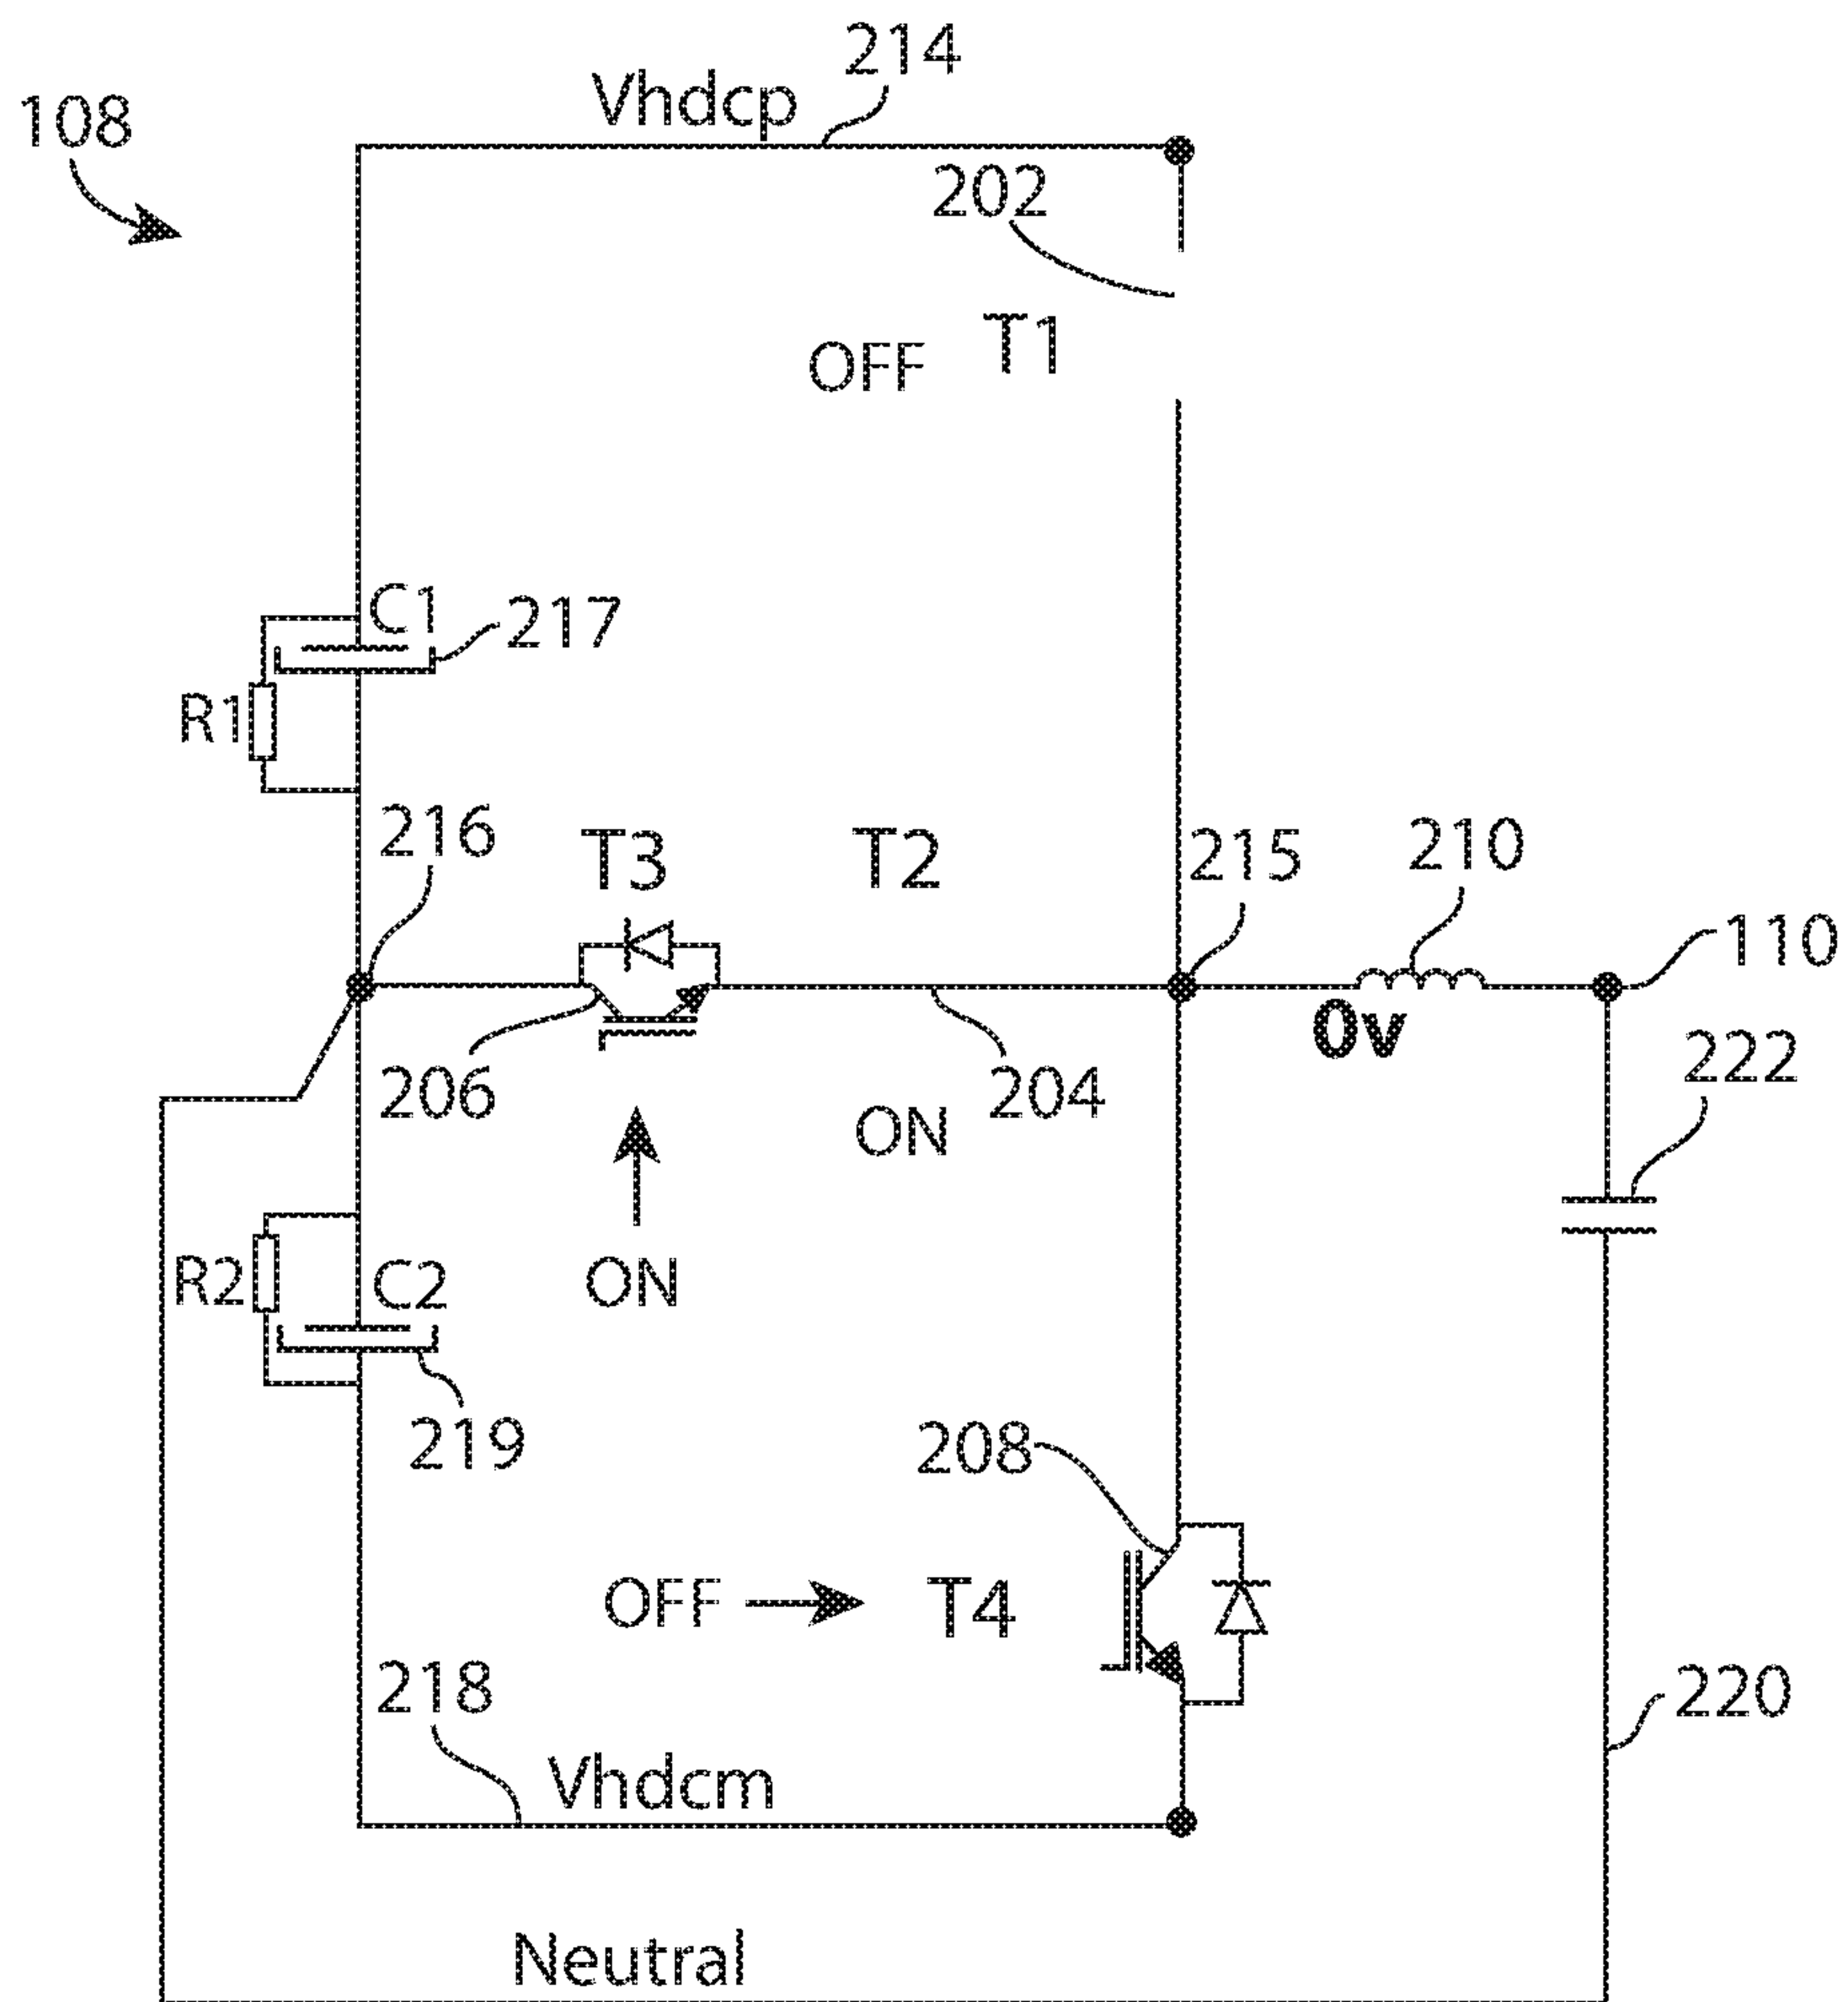 214
Vhdcp
108
202
T1
OFF
C1
217
R1
216
T3
T2
215
210
110
0v
222
206
204
ON
R2
C2
ON
219
208
OFF
T4
218
220
Vhdcm
Neutral